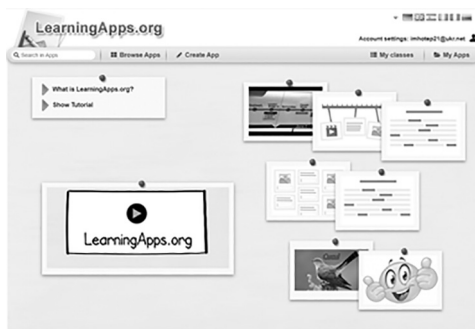 LearningApps.org
Account settings: imhotep21@ukr.net
Search in Apps
Browse Apps
Create App
My classes
My Apps
What is LearningApps.org?
Show Tutorial
LearningApps.org